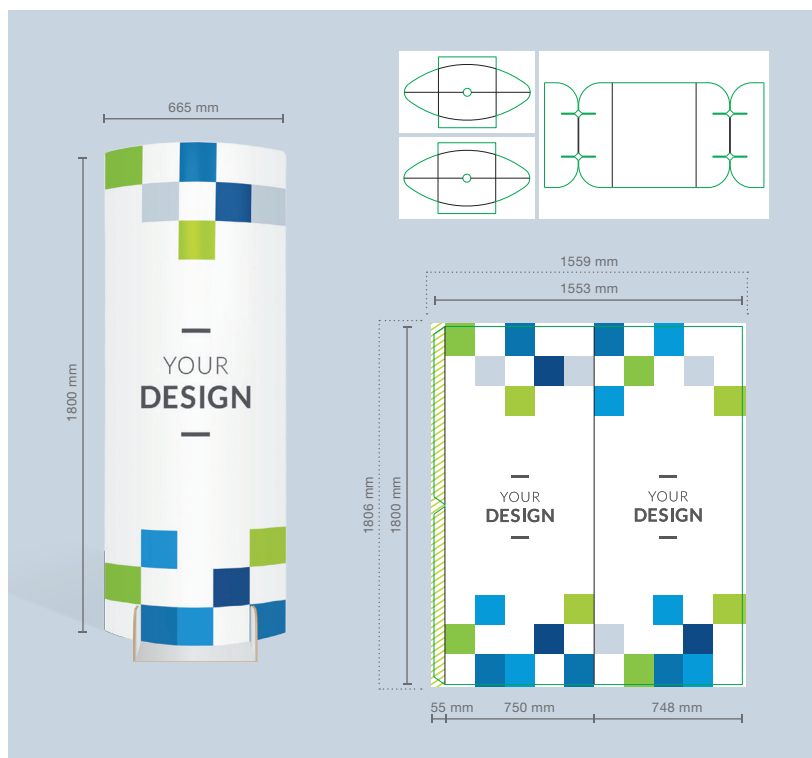 665 mm
1800 mm
YOUR
DESIGN
1559 mm
1553 mm
1806 mm
1800 mm
YOUR
DESIGN
YOUR
DESIGN
55 mm
750 mm
748 mm